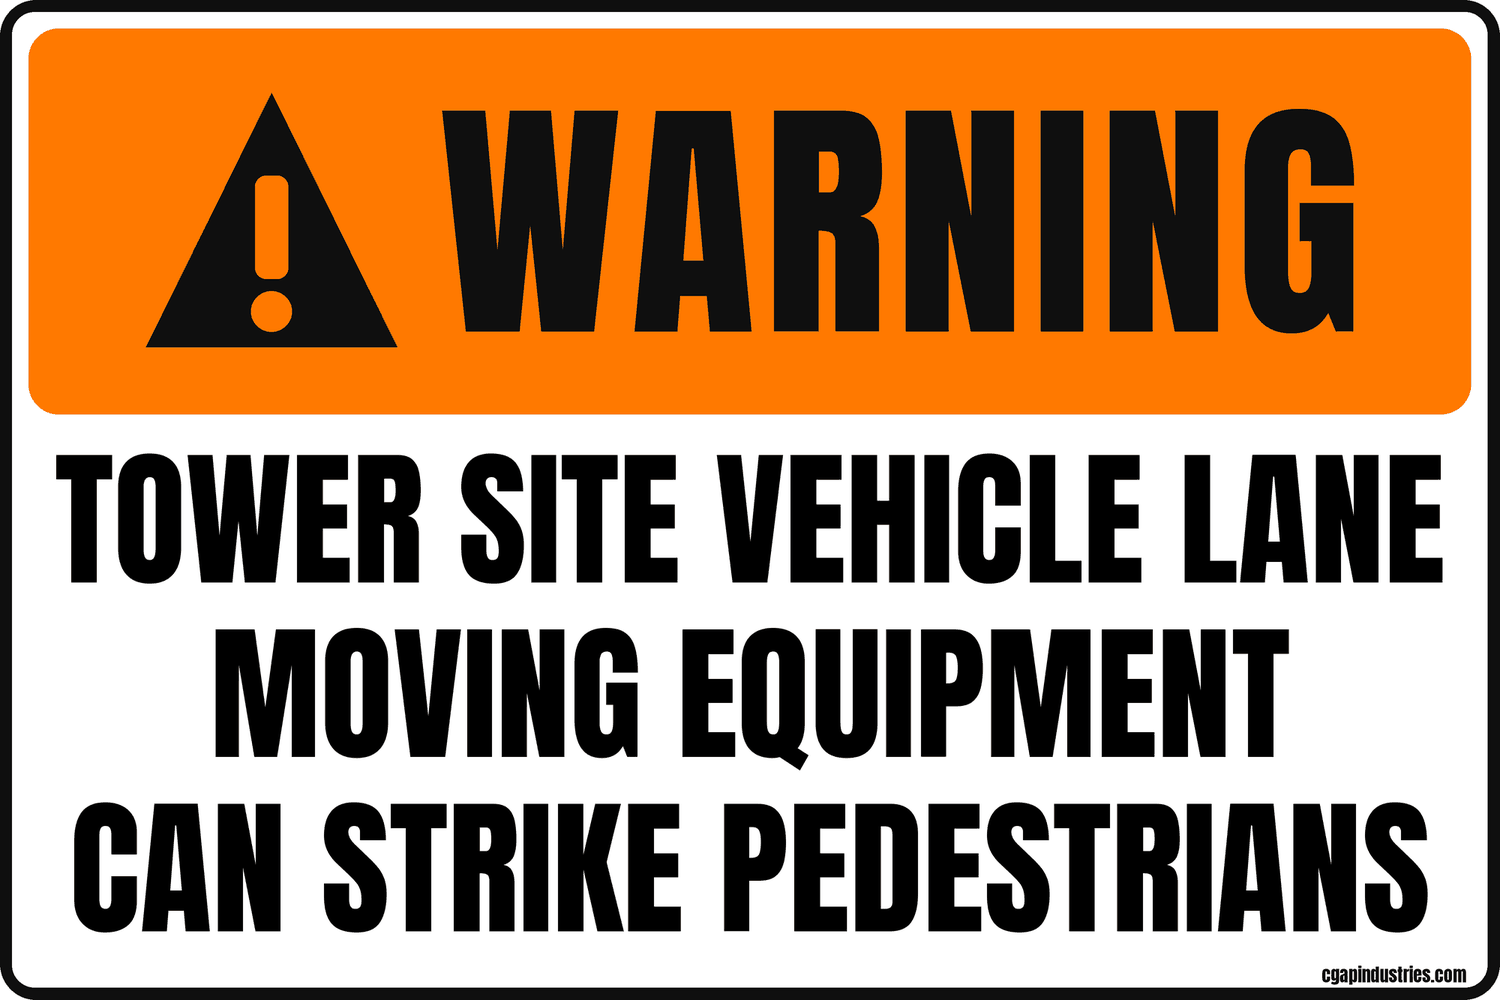 WARNING
TOWER SITE VEHICLE LANE
MOVING EQUIPMENT
CAN STRIKE PEDESTRIANS
cgapindustries.com